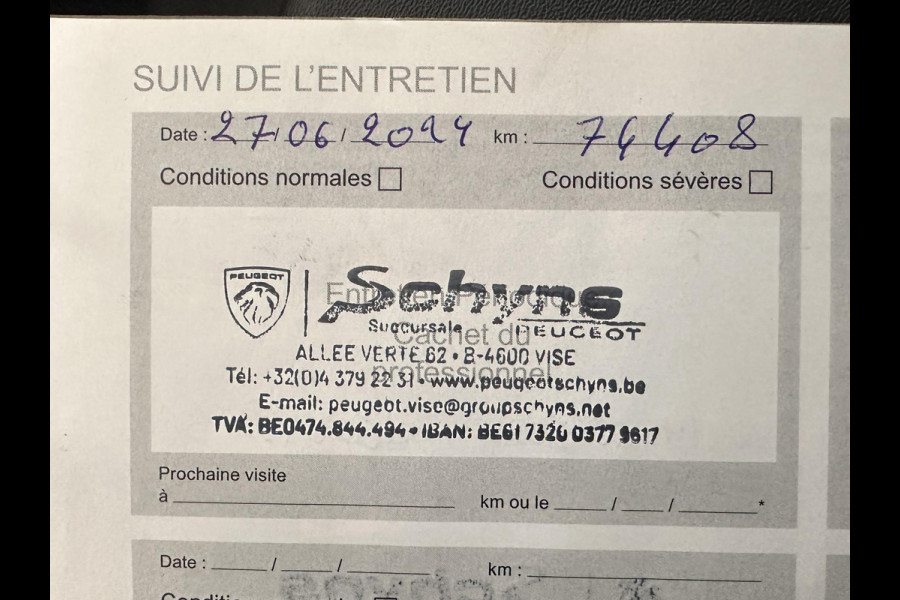 SUIVI DE L'ENTRETIEN
Date : 27/06/2024 km : 74408
Conditions normales Conditions sévères
Entretien Périodique
PEUGEOT Schyns
Succursale PEUGEOT
Cachet du
ALLEE VERTE 62 • B-4600 VISE
professionnel
Tél: +32(0)4 379 22 31 • www.peugeotschyns.be
E-mail: peugeot.vise@groupschyns.net
TVA: BE0474.844.494 • IBAN: BE61 7320 0377 9617
Prochaine visite
à km ou le / / *
Date : / / km :